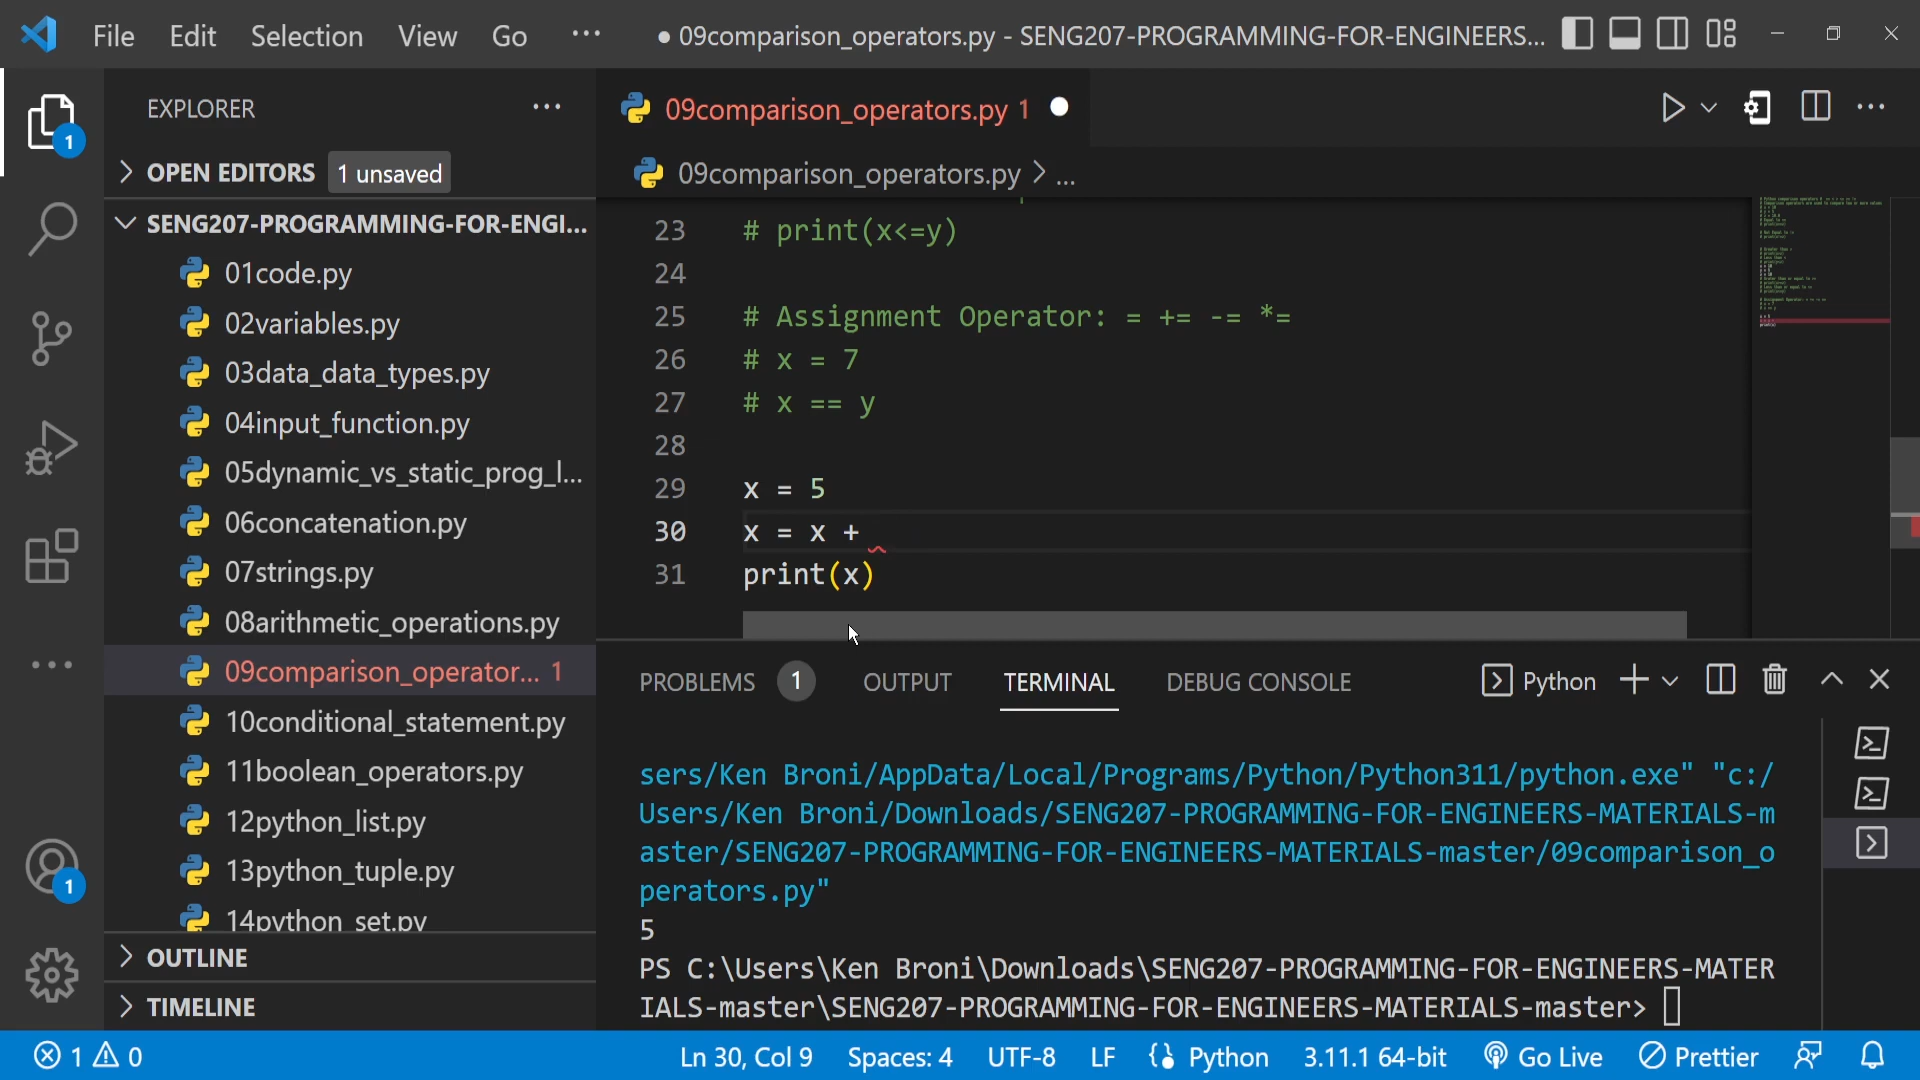 File Edit Selection View Go ... ● 09comparison_operators.py - SENG207-PROGRAMMING-FOR-ENGINEERS...
EXPLORER ...
OPEN EDITORS 1 unsaved
SENG207-PROGRAMMING-FOR-ENGI...
01code.py
02variables.py
03data_data_types.py
04input_function.py
05dynamic_vs_static_prog_l...
06concatenation.py
07strings.py
08arithmetic_operations.py
09comparison_operator... 1
10conditional_statement.py
11boolean_operators.py
12python_list.py
13python_tuple.py
14python_set.py
OUTLINE
TIMELINE
1
1
09comparison_operators.py 1
09comparison_operators.py > ...
23 # print(x<=y)
24
25 # Assignment Operator: = += -= *=
26 # x = 7
27 # x == y
28
29 x = 5
30 x = x +
31 print(x)
PROBLEMS 1 OUTPUT TERMINAL DEBUG CONSOLE Python
sers/Ken Broni/AppData/Local/Programs/Python/Python311/python.exe" "c:/
Users/Ken Broni/Downloads/SENG207-PROGRAMMING-FOR-ENGINEERS-MATERIALS-m
aster/SENG207-PROGRAMMING-FOR-ENGINEERS-MATERIALS-master/09comparison_o
perators.py"
5
PS C:\Users\Ken Broni\Downloads\SENG207-PROGRAMMING-FOR-ENGINEERS-MATER
IALS-master\SENG207-PROGRAMMING-FOR-ENGINEERS-MATERIALS-master>
1 0 Ln 30, Col 9 Spaces: 4 UTF-8 LF Python 3.11.1 64-bit Go Live Prettier